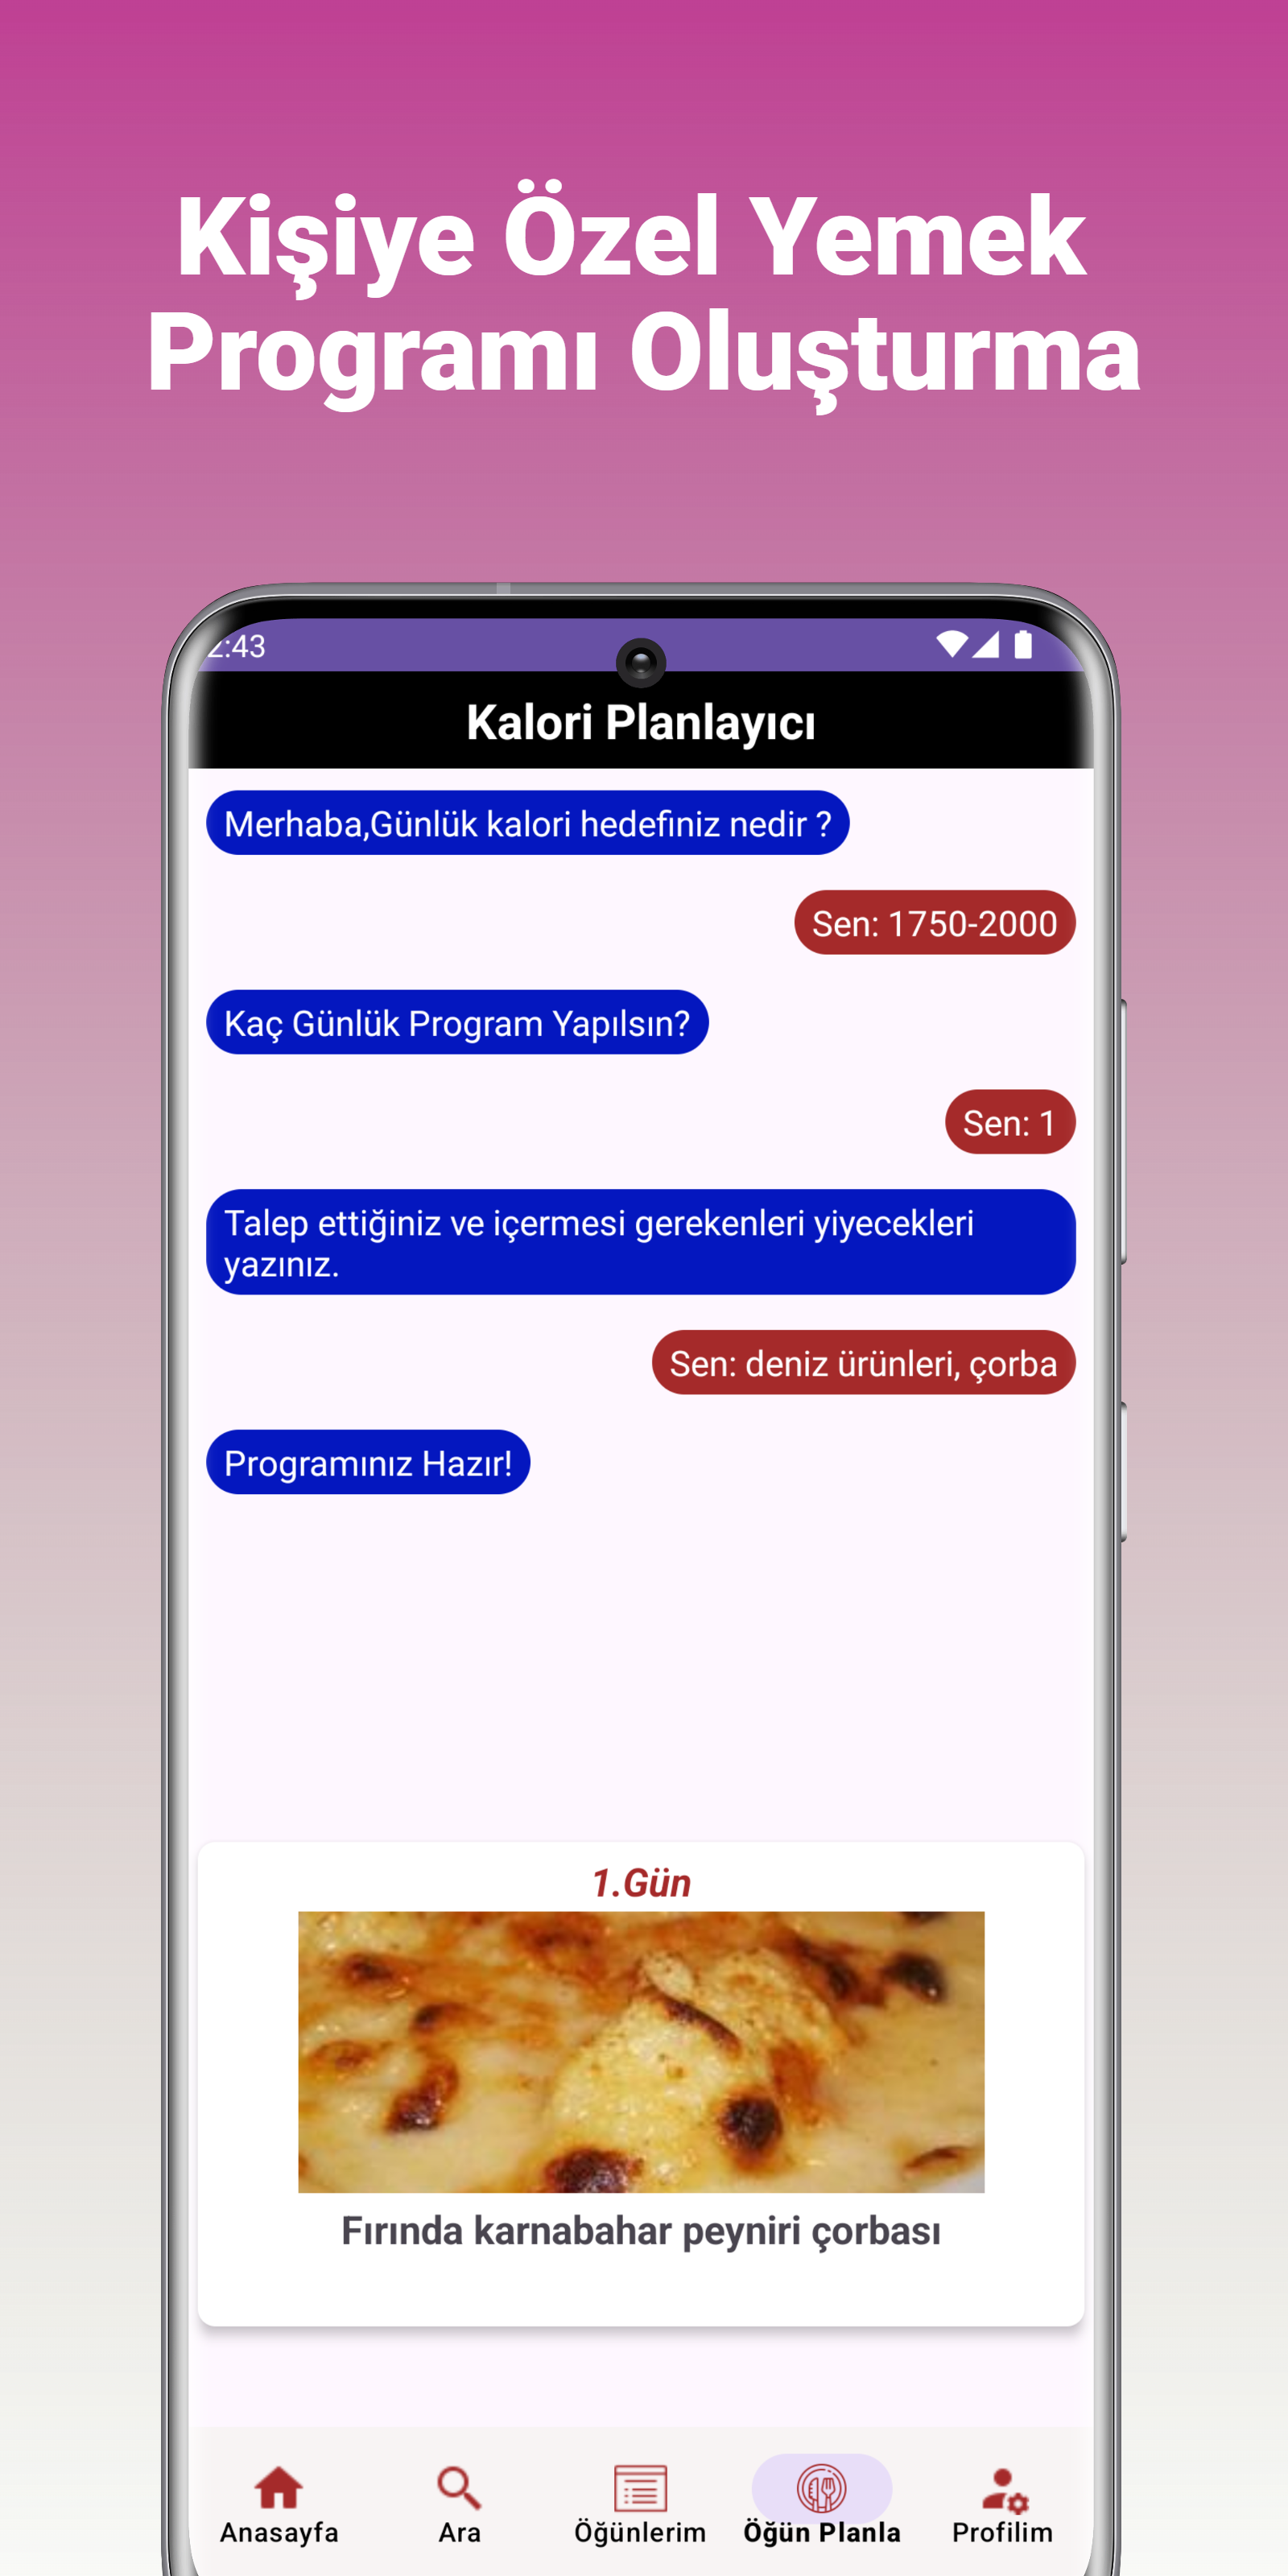 Kişiye Özel Yemek
Programı Oluşturma
2:43
Kalori Planlayıcı
Merhaba,Günlük kalori hedefiniz nedir ?
Sen: 1750-2000
Kaç Günlük Program Yapılsın?
Sen: 1
Talep ettiğiniz ve içermesi gerekenleri yiyecekleri
yazınız.
Sen: deniz ürünleri, çorba
Programınız Hazır!
1.Gün
Fırında karnabahar peyniri çorbası
Anasayfa
Ara
Öğünlerim
Öğün Planla
Profilim